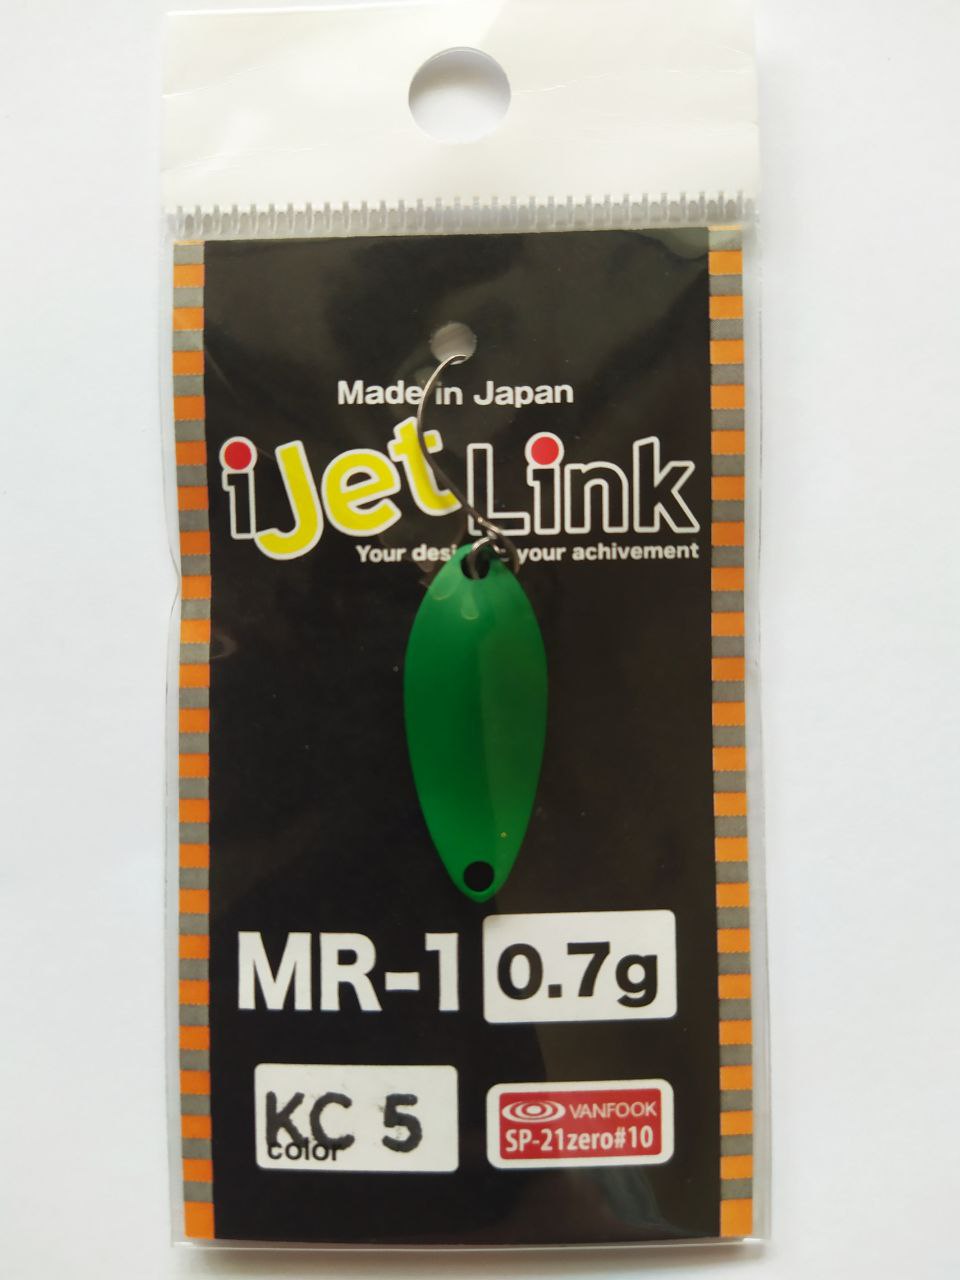 Made in Japan
iJet Link
Your your achivement
MR-1 0.7g
KC 5
color
VANFOOK
SP-21zero#10